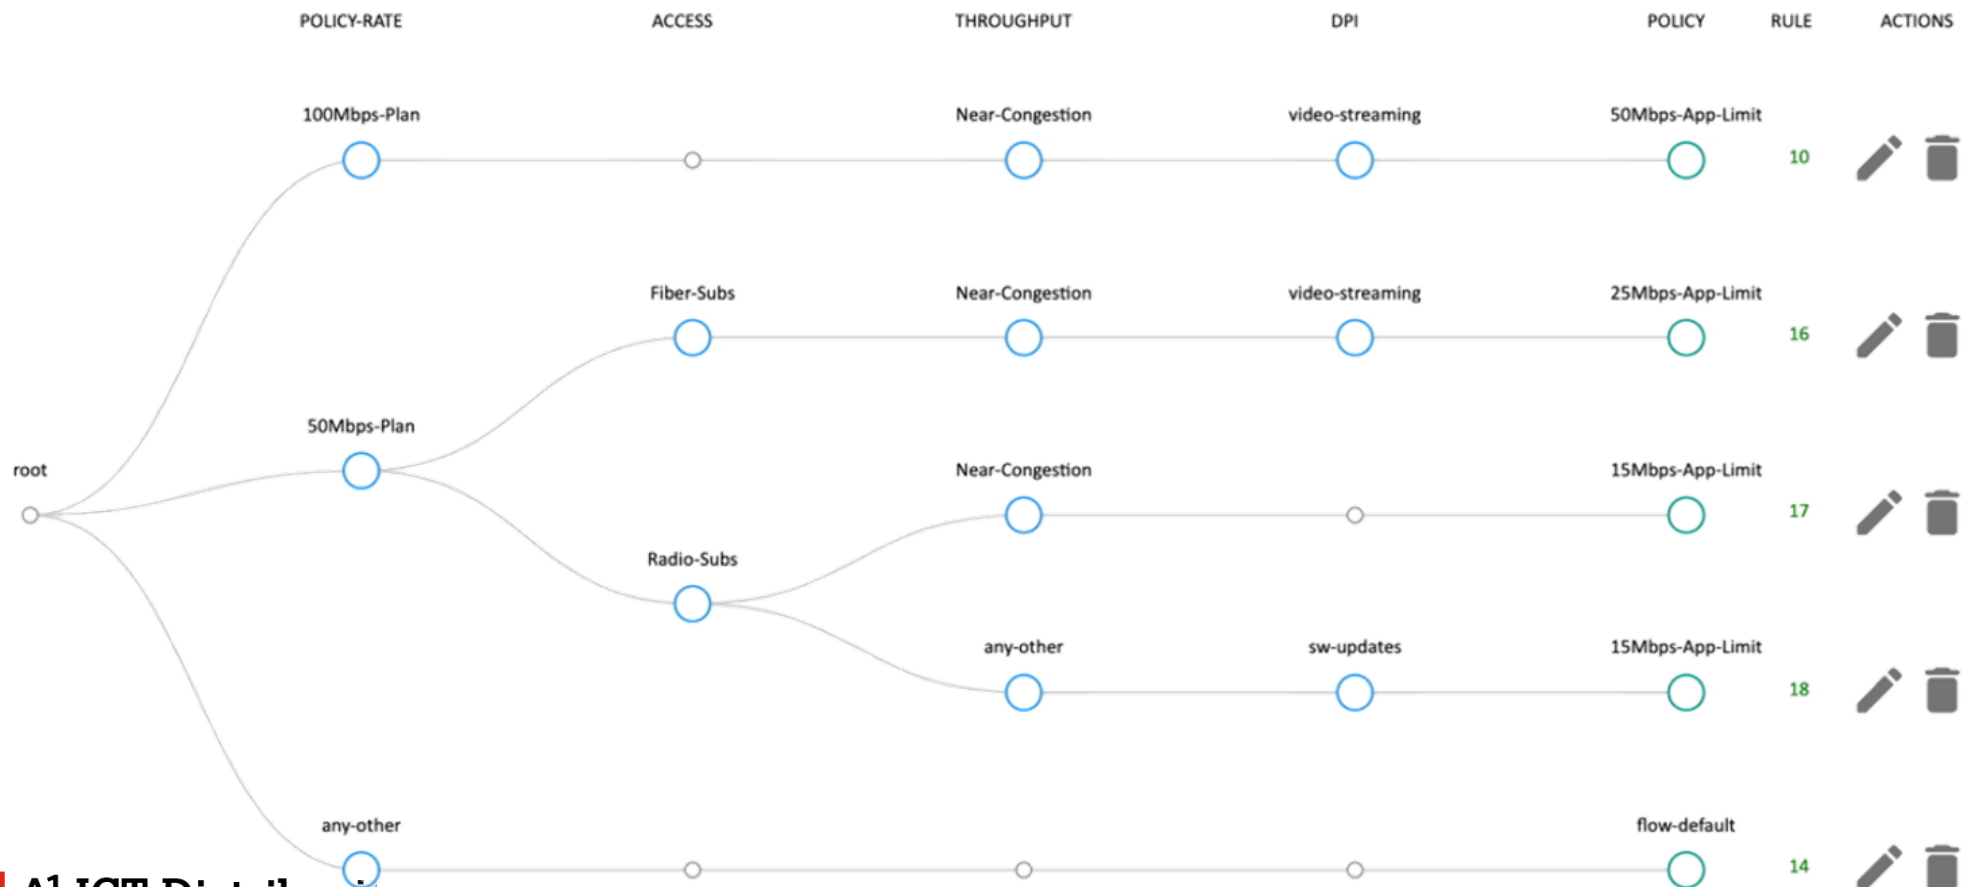 POLICY-RATE ACCESS THROUGHPUT DPI POLICY RULE ACTIONS
100Mbps-Plan Near-Congestion video-streaming 50Mbps-App-Limit
10
Fiber-Subs Near-Congestion video-streaming 25Mbps-App-Limit
16
50Mbps-Plan
root Near-Congestion 15Mbps-App-Limit
17
Radio-Subs
any-other sw-updates 15Mbps-App-Limit
18
any-other flow-default
14